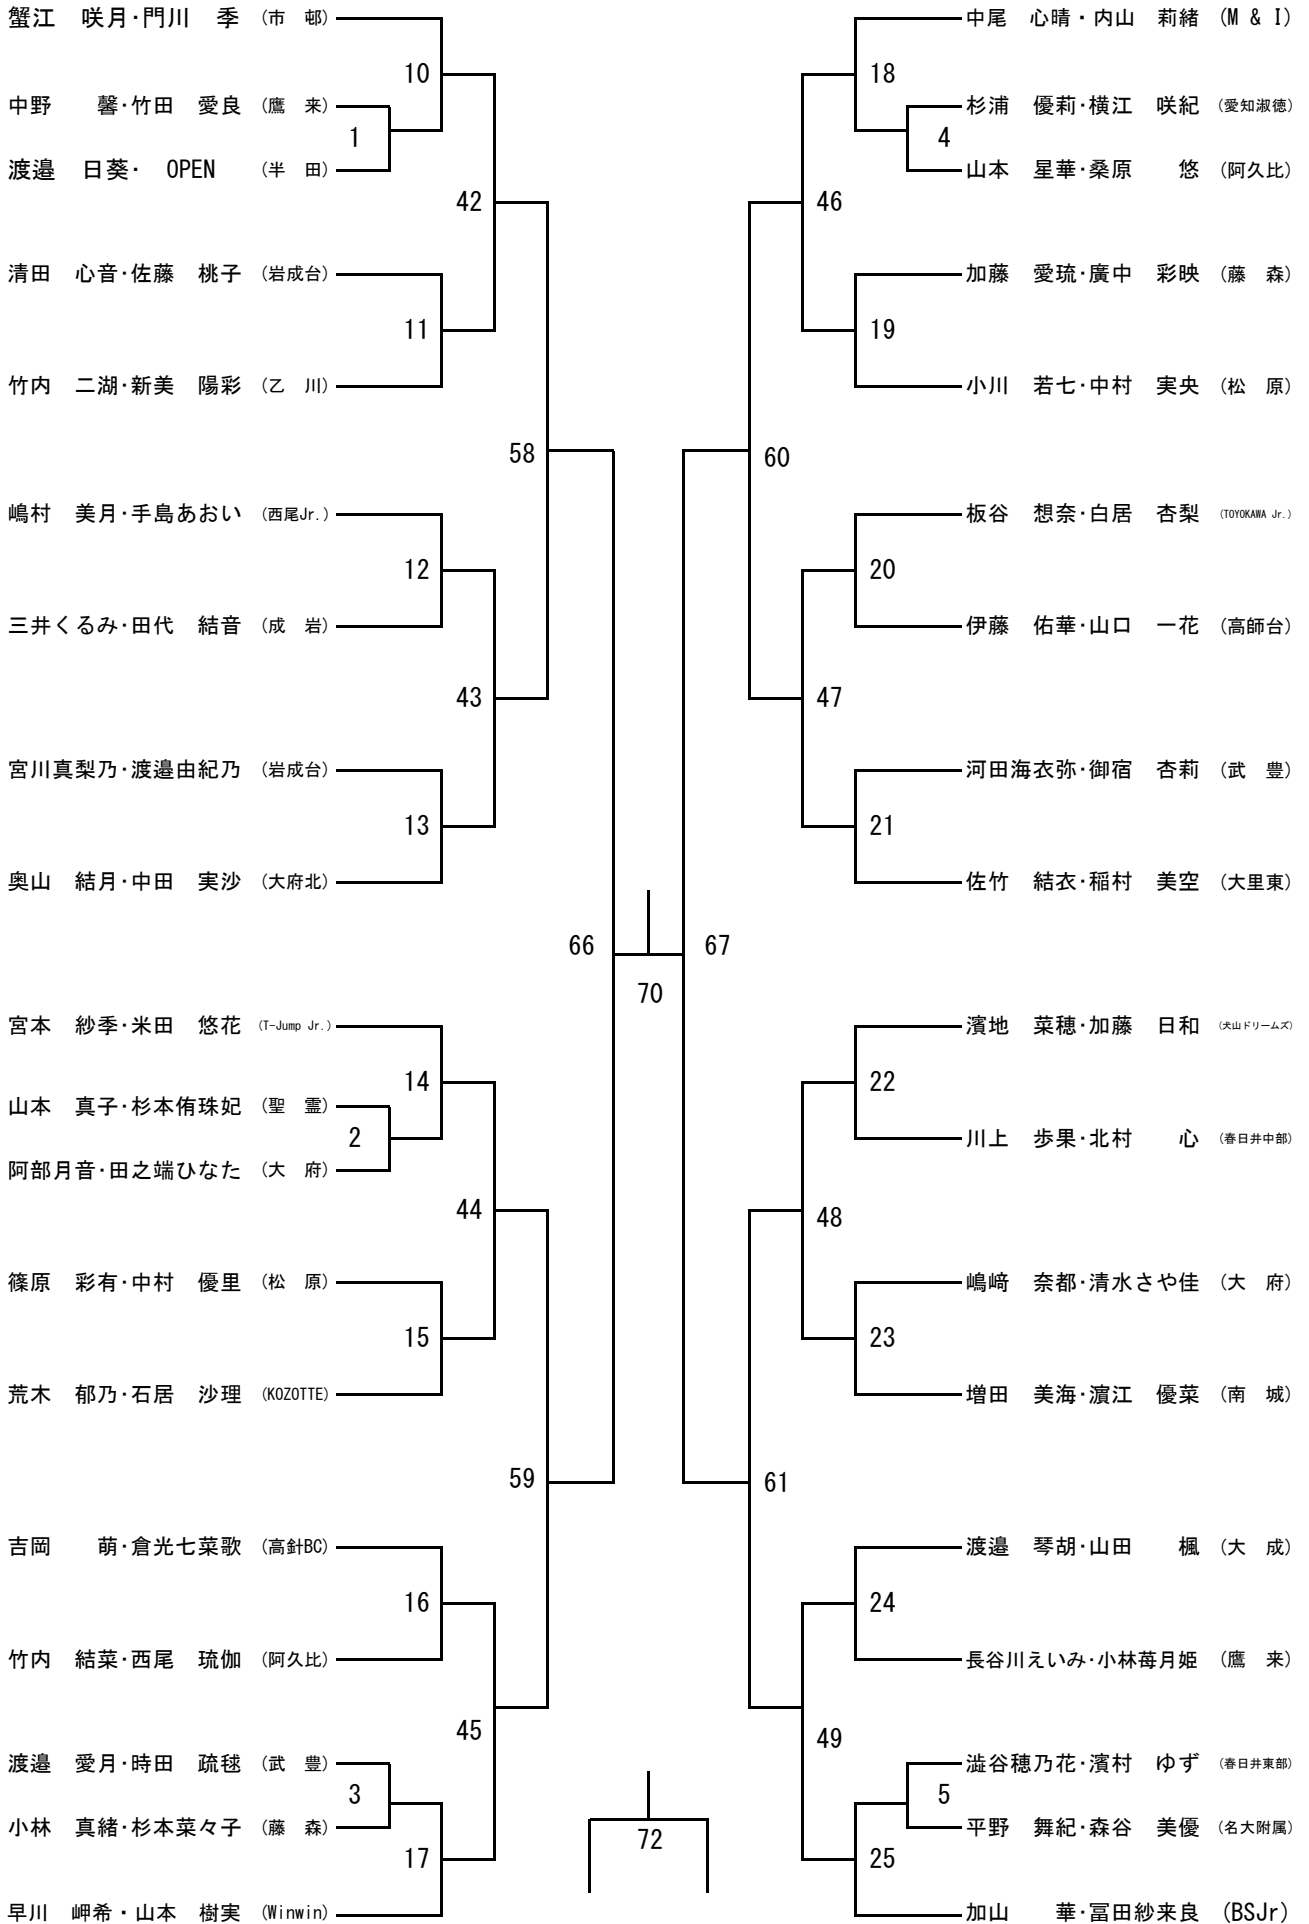 蟹江　咲月・門川　季　（市　邨）
10
中野　　馨・竹田　愛良　（鷹　来）
1
渡邉　日葵・　OPEN　（半　田）
42
清田　心音・佐藤　桃子　（岩成台）
11
竹内　二湖・新美　陽彩　（乙　川）
58
嶋村　美月・手島あおい　（西尾Jr.）
12
三井くるみ・田代　結音　（成　岩）
43
宮川真梨乃・渡邉由紀乃　（岩成台）
13
奥山　結月・中田　実沙　（大府北）
66
宮本　紗季・米田　悠花　（T-Jump Jr.）
14
山本　真子・杉本侑珠妃　（聖　霊）
2
阿部月音・田之端ひなた　（大　府）
44
篠原　彩有・中村　優里　（松　原）
15
荒木　郁乃・石居　沙理　（KOZOTTE）
59
吉岡　　萌・倉光七菜歌　（高針BC）
16
竹内　結菜・西尾　琉伽　（阿久比）
45
渡邉　愛月・時田　疏毬　（武　豊）
3
小林　真緒・杉本菜々子　（藤　森）
17
早川　岬希・山本　樹実　（Winwin）
70
72
中尾　心晴・内山　莉緒　（M & I）
18
杉浦　優莉・横江　咲紀　（愛知淑徳）
4
山本　星華・桑原　　悠　（阿久比）
46
加藤　愛琉・廣中　彩映　（藤　森）
19
小川　若七・中村　実央　（松　原）
60
板谷　想奈・白居　杏梨　（TOYOKAWA Jr.）
20
伊藤　佑華・山口　一花　（高師台）
47
河田海衣弥・御宿　杏莉　（武　豊）
21
佐竹　結衣・稲村　美空　（大里東）
67
濱地　菜穂・加藤　日和　（犬山ドリームズ）
22
川上　歩果・北村　　心　（春日井中部）
48
嶋﨑　奈都・清水さや佳　（大　府）
23
増田　美海・濵江　優菜　（南　城）
61
渡邉　琴胡・山田　　楓　（大　成）
24
長谷川えいみ・小林苺月姫　（鷹　来）
49
澁谷穂乃花・濱村　ゆず　（春日井東部）
5
平野　舞紀・森谷　美優　（名大附属）
25
加山　　華・冨田紗来良　（BSJr）